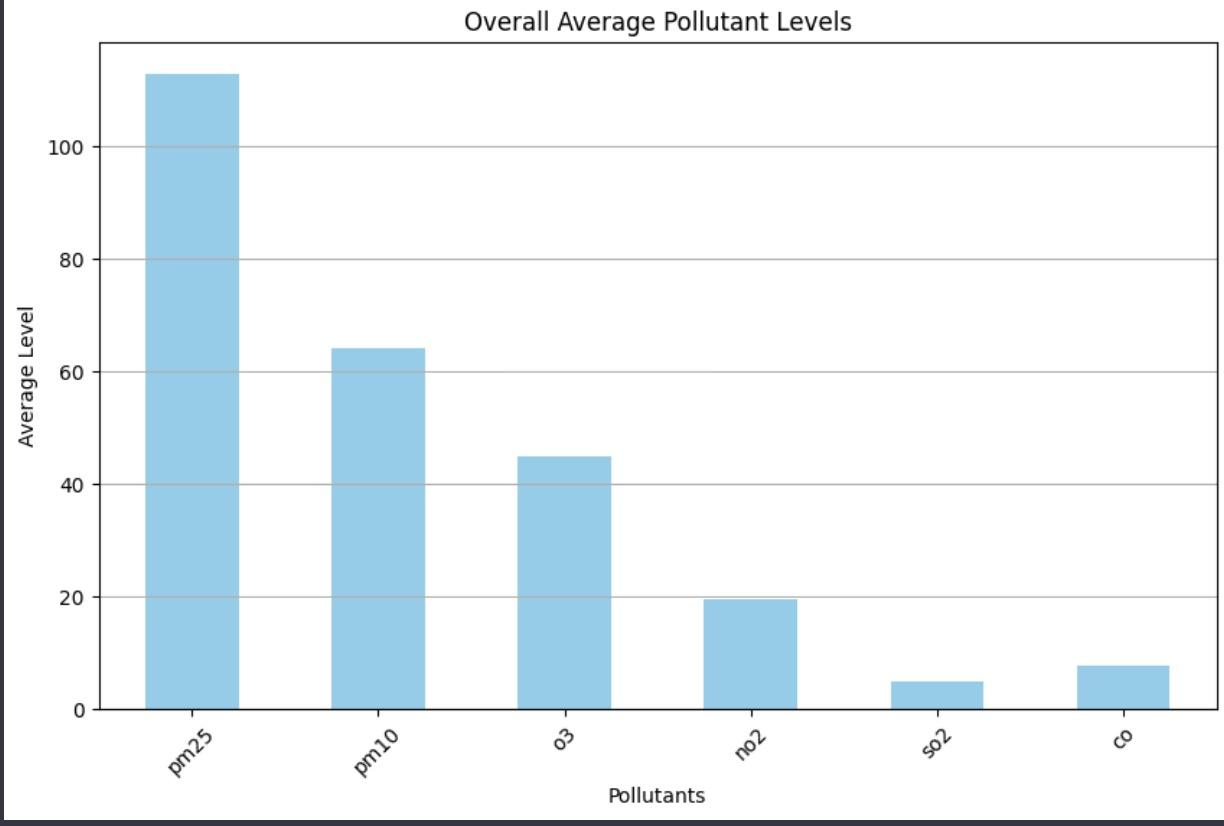 Overall Average Pollutant Levels
100
80
60
40
20
0
Average Level
pm25
pm10
o3
no2
so2
co
Pollutants